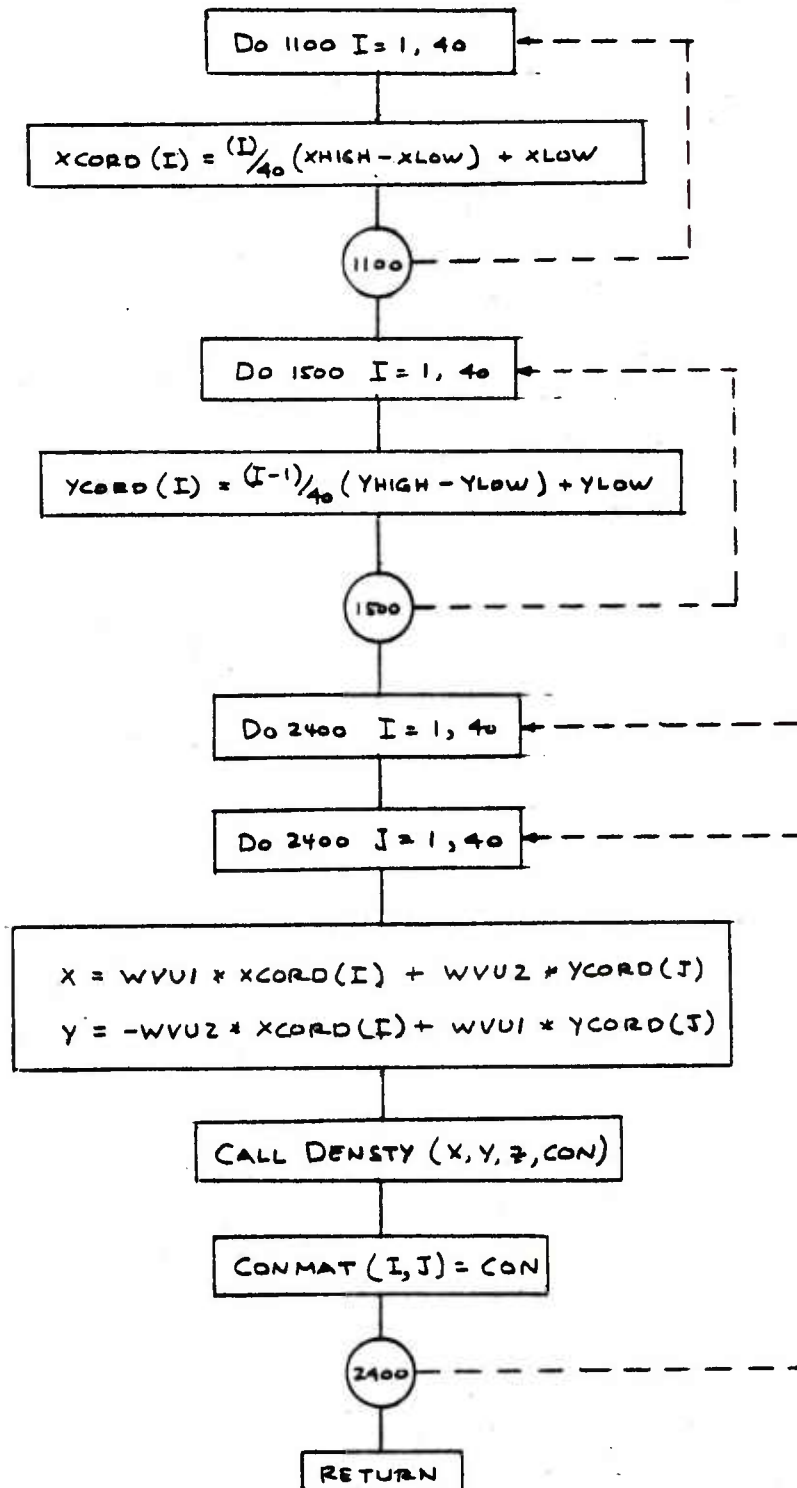 Do 1100 I = 1, 40
XCORD (I) = (I)/40 (XHIGH - XLOW) + XLOW
1100
Do 1500 I = 1, 40
YCORD (I) = (I-1)/40 (YHIGH - YLOW) + YLOW
1500
Do 2400 I = 1, 40
Do 2400 J = 1, 40
X = WVU1 * XCORD(I) + WVU2 * YCORD(J)
Y = -WVU2 * XCORD(I) + WVU1 * YCORD(J)
CALL DENSTY (X, Y, Z, CON)
CONMAT (I, J) = CON
2400
RETURN